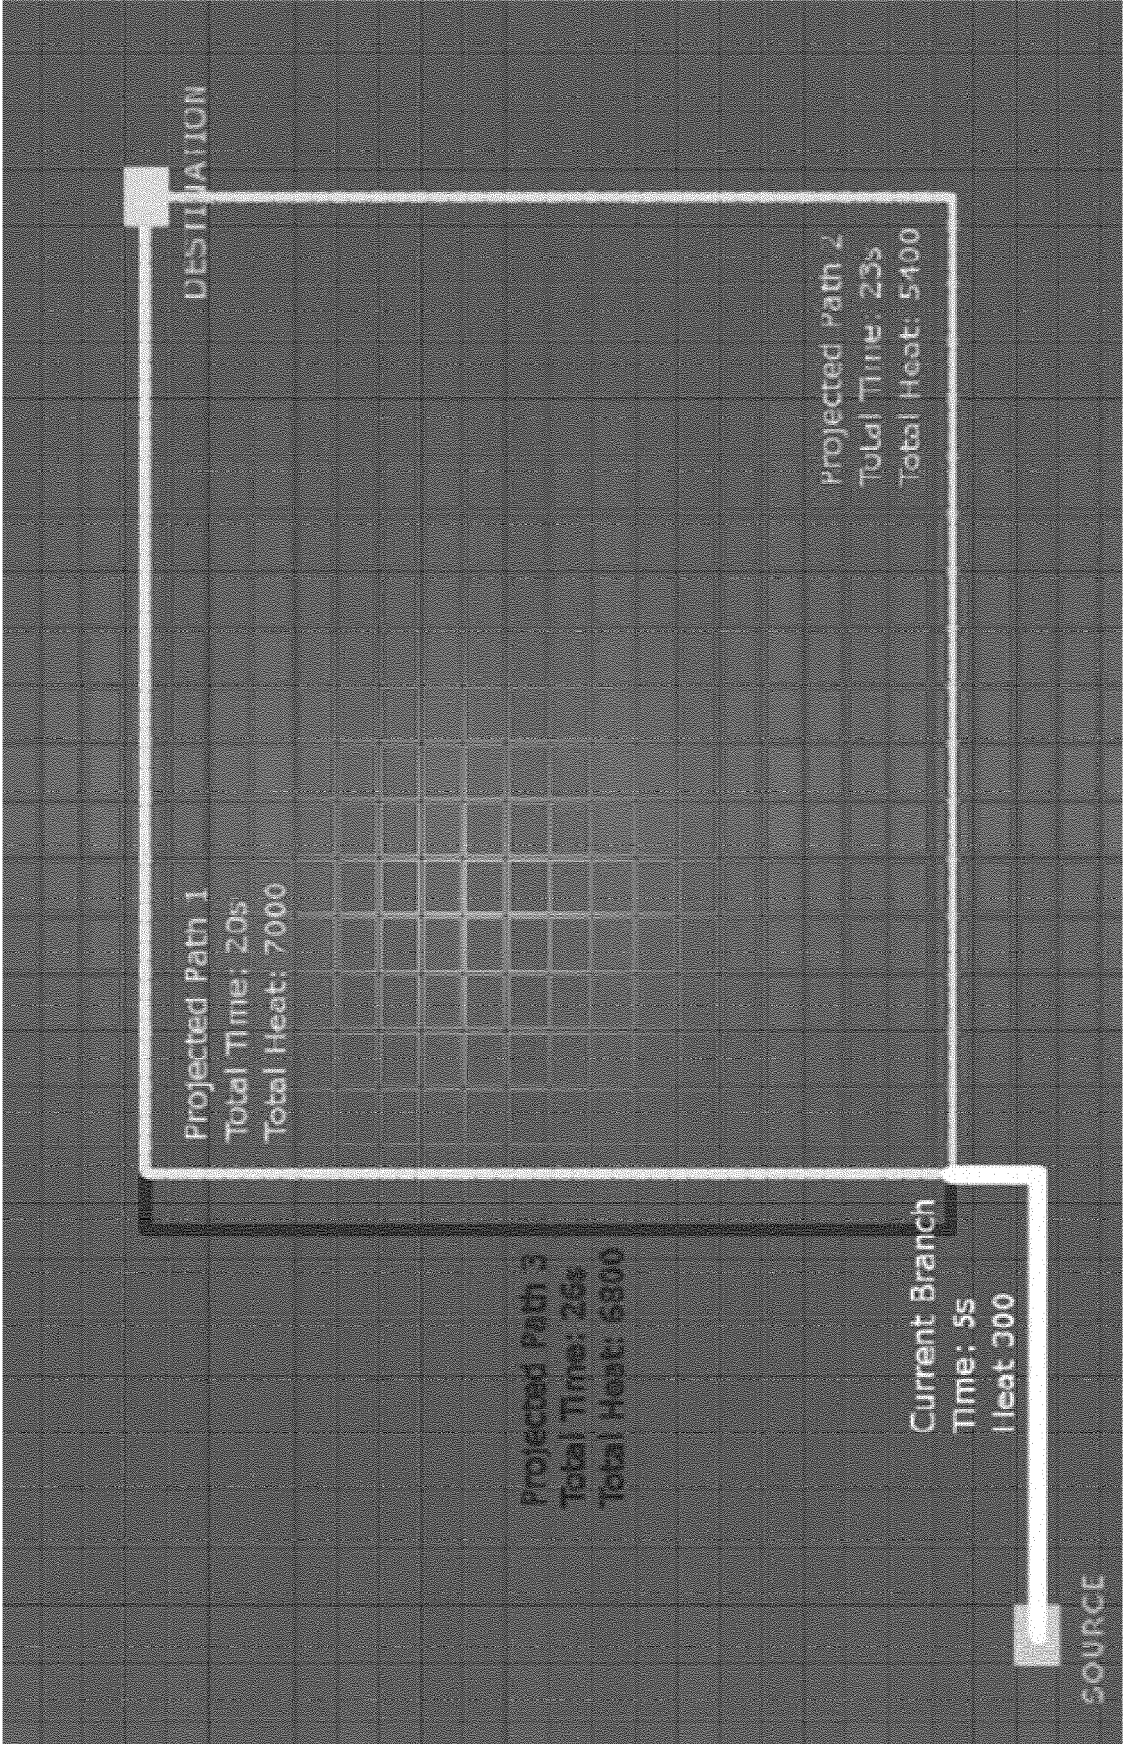 DESTINATION
Projected Path 1
Total Time: 20s
Total Heat: 7000
Projected Path 2
Total Time: 23s
Total Heat: 5400
Projected Path 3
Total Time: 26s
Total Heat: 6800
Current Branch
Time: 5s
Heat 300
SOURCE